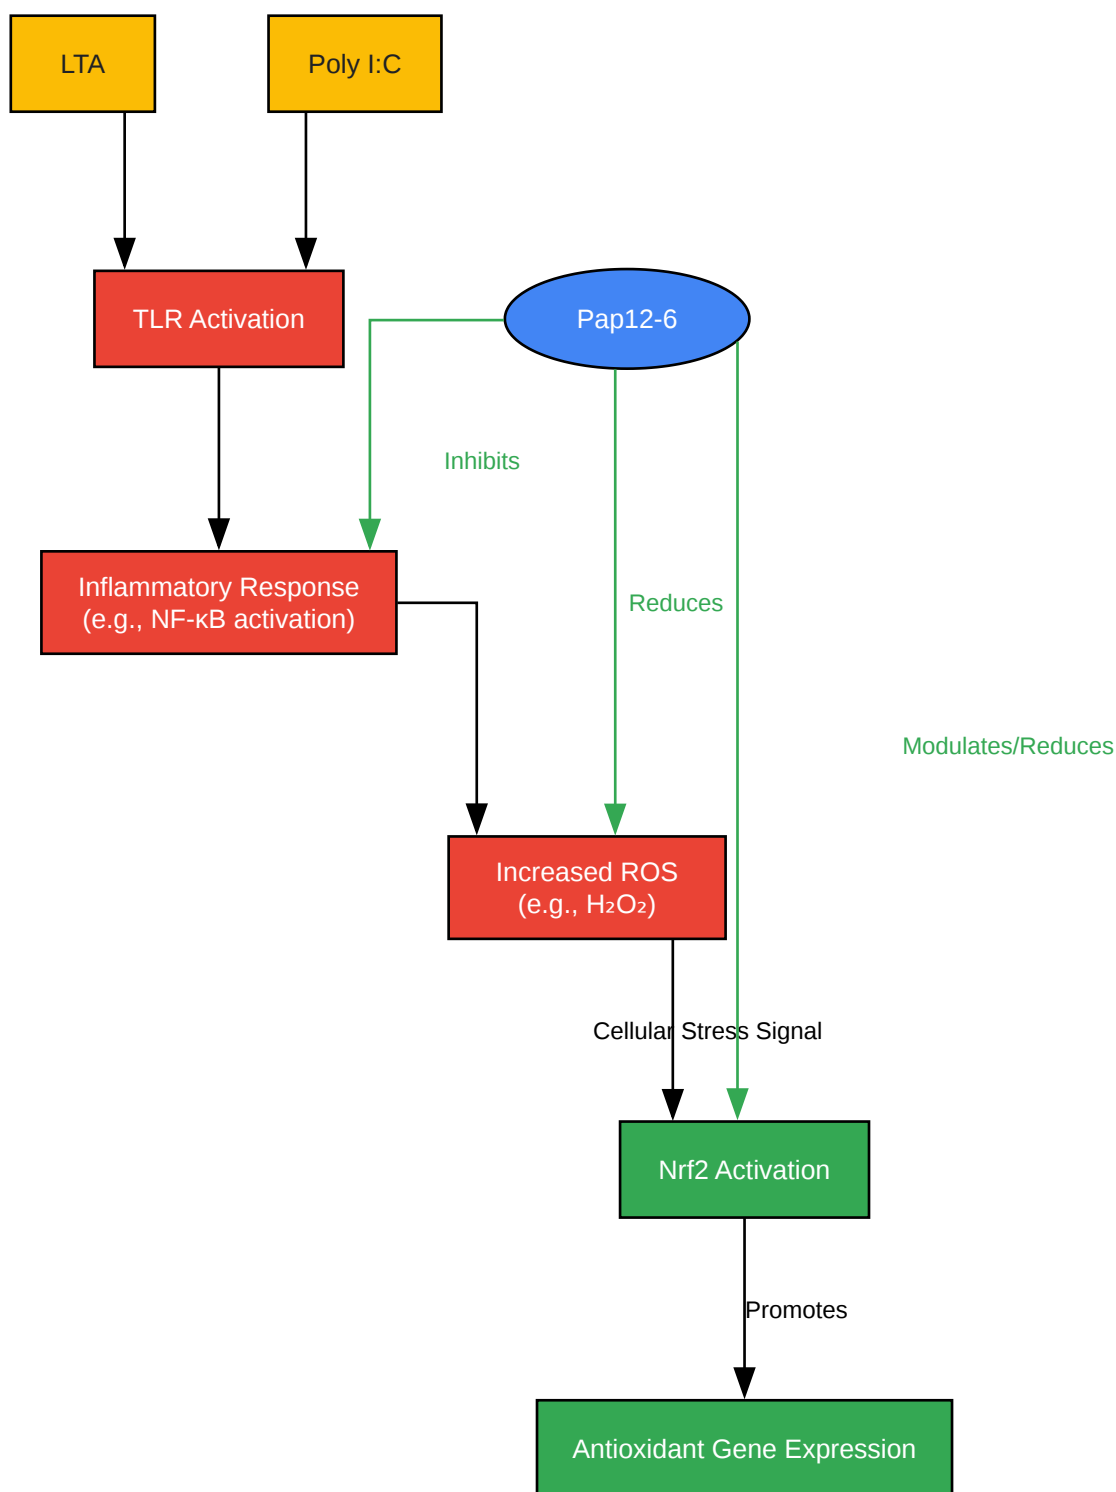 LTA
Poly I:C
TLR Activation
Pap12-6
Inhibits
Inflammatory Response
(e.g., NF-κB activation)
Reduces
Modulates/Reduces
Increased ROS
(e.g., H₂O₂)
Cellular Stress Signal
Nrf2 Activation
Promotes
Antioxidant Gene Expression